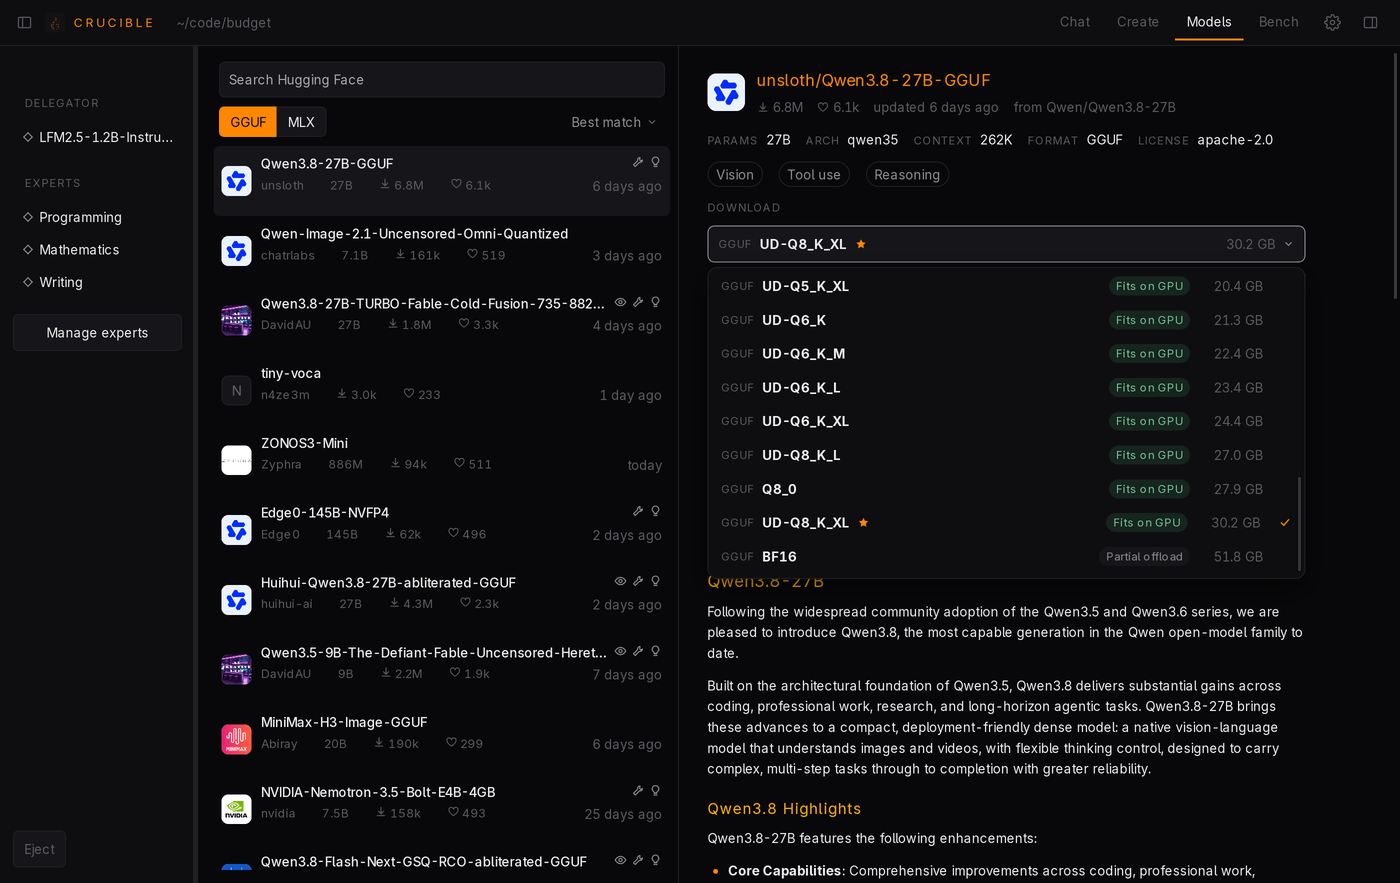 CRUCIBLE ~/code/budget
Chat Create Models Bench
DELEGATOR
LFM2.5-1.2B-Instru...
EXPERTS
Programming
Mathematics
Writing
Manage experts
Eject
Search Hugging Face
GGUF MLX Best match
Qwen3.8-27B-GGUF
unsloth 27B 6.8M 6.1k 6 days ago
Qwen-Image-2.1-Uncensored-Omni-Quantized
chatrlabs 7.1B 161k 519 3 days ago
Qwen3.8-27B-TURBO-Fable-Cold-Fusion-735-882...
DavidAU 27B 1.8M 3.3k 4 days ago
N
tiny-voca
n4ze3m 3.0k 233 1 day ago
ZONOS3-Mini
Zyphra 886M 94k 511 today
Edge0-145B-NVFP4
Edge0 145B 62k 496 2 days ago
Huihui-Qwen3.8-27B-abliterated-GGUF
huihui-ai 27B 4.3M 2.3k 2 days ago
Qwen3.5-9B-The-Defiant-Fable-Uncensored-Heret...
DavidAU 9B 2.2M 1.9k 7 days ago
MINIMAX
MiniMax-H3-Image-GGUF
Abiray 20B 190k 299 6 days ago
NVIDIA
NVIDIA-Nemotron-3.5-Bolt-E4B-4GB
nvidia 7.5B 158k 493 25 days ago
Qwen3.8-Flash-Next-GSQ-RCO-abliterated-GGUF
unsloth/Qwen3.8-27B-GGUF
6.8M 6.1k updated 6 days ago from Qwen/Qwen3.8-27B
PARAMS 27B ARCH qwen35 CONTEXT 262K FORMAT GGUF LICENSE apache-2.0
Vision Tool use Reasoning
DOWNLOAD
GGUF UD-Q8_K_XL 30.2 GB
GGUF UD-Q5_K_XL Fits on GPU 20.4 GB
GGUF UD-Q6_K Fits on GPU 21.3 GB
GGUF UD-Q6_K_M Fits on GPU 22.4 GB
GGUF UD-Q6_K_L Fits on GPU 23.4 GB
GGUF UD-Q6_K_XL Fits on GPU 24.4 GB
GGUF UD-Q8_K_L Fits on GPU 27.0 GB
GGUF Q8_0 Fits on GPU 27.9 GB
GGUF UD-Q8_K_XL Fits on GPU 30.2 GB
GGUF BF16 Partial offload 51.8 GB
Qwen3.8-27B
Following the widespread community adoption of the Qwen3.5 and Qwen3.6 series, we are
pleased to introduce Qwen3.8, the most capable generation in the Qwen open-model family to
date.
Built on the architectural foundation of Qwen3.5, Qwen3.8 delivers substantial gains across
coding, professional work, research, and long-horizon agentic tasks. Qwen3.8-27B brings
these advances to a compact, deployment-friendly dense model: a native vision-language
model that understands images and videos, with flexible thinking control, designed to carry
complex, multi-step tasks through to completion with greater reliability.
Qwen3.8 Highlights
Qwen3.8-27B features the following enhancements:
• Core Capabilities: Comprehensive improvements across coding, professional work,